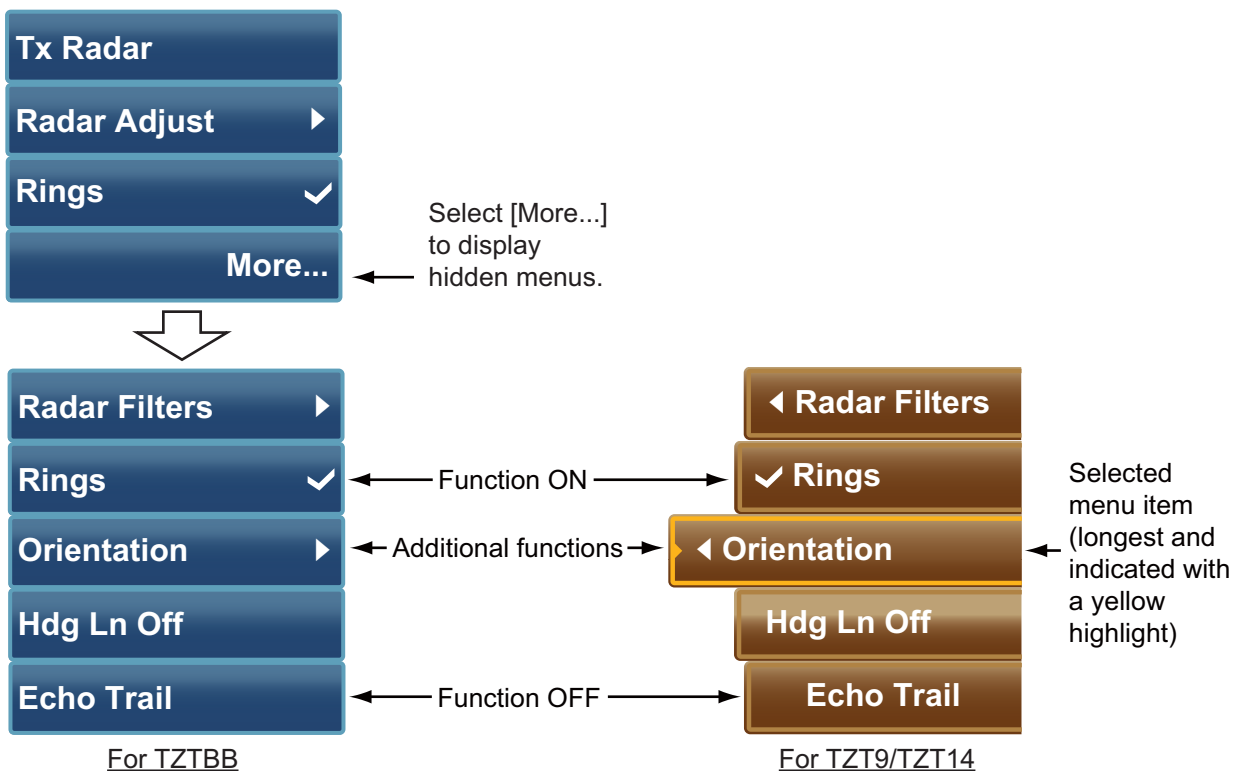 Tx Radar
Radar Adjust
Rings
More...
Select [More...]
to display
hidden menus.
Radar Filters
Rings
Orientation
Hdg Ln Off
Echo Trail
For TZTBB
Function ON
Additional functions
Function OFF
Radar Filters
Rings
Orientation
Hdg Ln Off
Echo Trail
For TZT9/TZT14
Selected
menu item
(longest and
indicated with
a yellow
highlight)